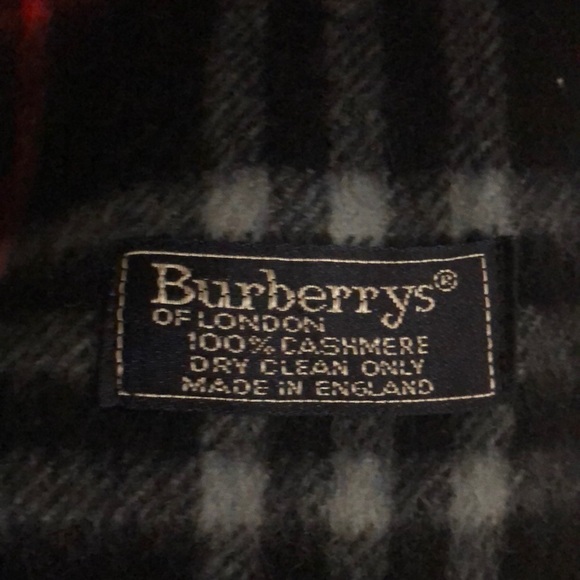 Burberrys®
OF LONDON
100% CASHMERE
DRY CLEAN ONLY
MADE IN ENGLAND